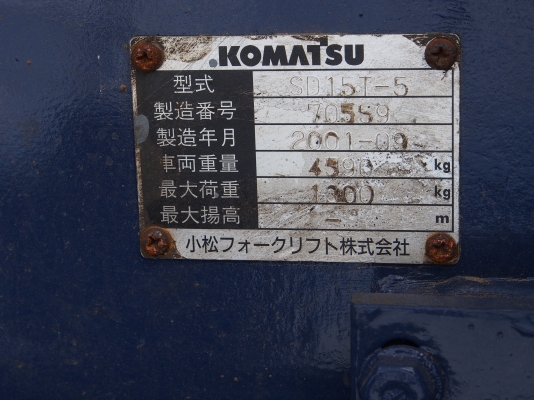 KOMATSU
型式 SD15T-5
製造番号 70559
製造年月 2001-09
車両重量 4590 kg
最大荷重 kg
最大揚高 - m
小松フォークリフト株式会社